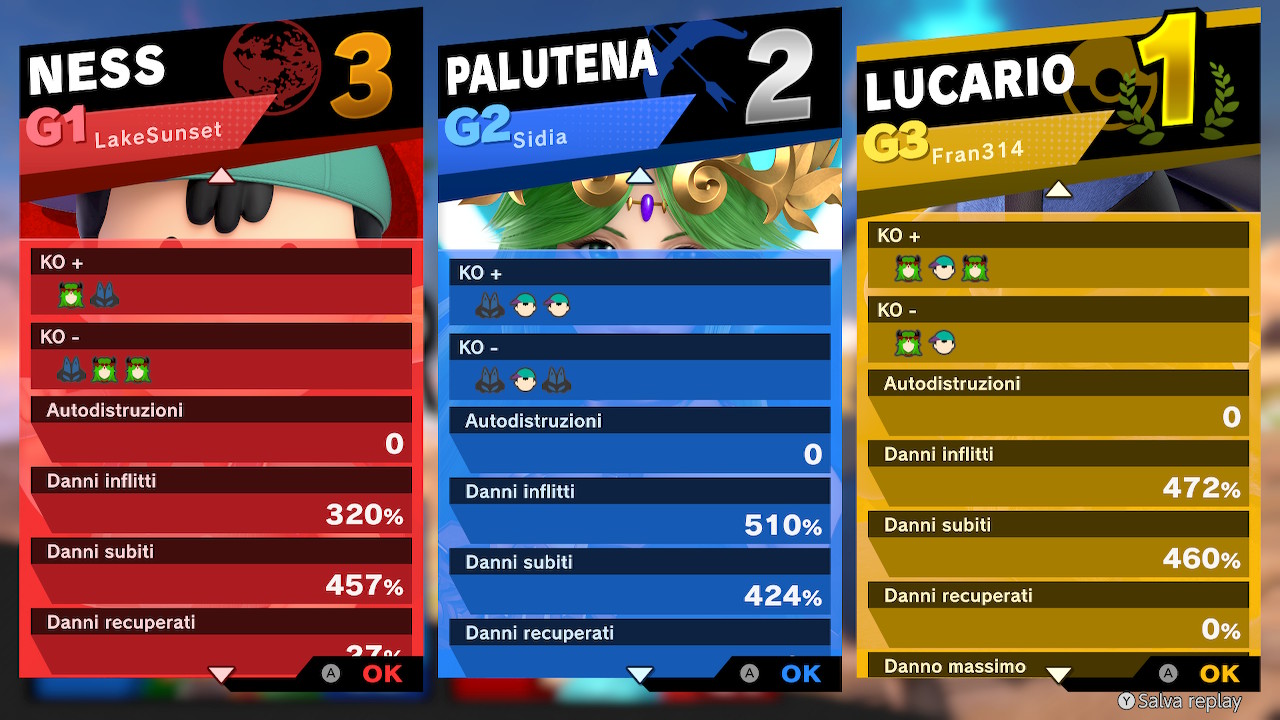 NESS
3
G1 LakeSunset
KO +
KO -
Autodistruzioni
0
Danni inflitti
320%
Danni subiti
457%
Danni recuperati
27%
A OK
PALUTENA
2
G2 Sidia
KO +
KO -
Autodistruzioni
0
Danni inflitti
510%
Danni subiti
424%
Danni recuperati
A OK
LUCARIO
1
G3 Fran314
KO +
KO -
Autodistruzioni
0
Danni inflitti
472%
Danni subiti
460%
Danni recuperati
0%
Danno massimo
A OK
Y Salva replay